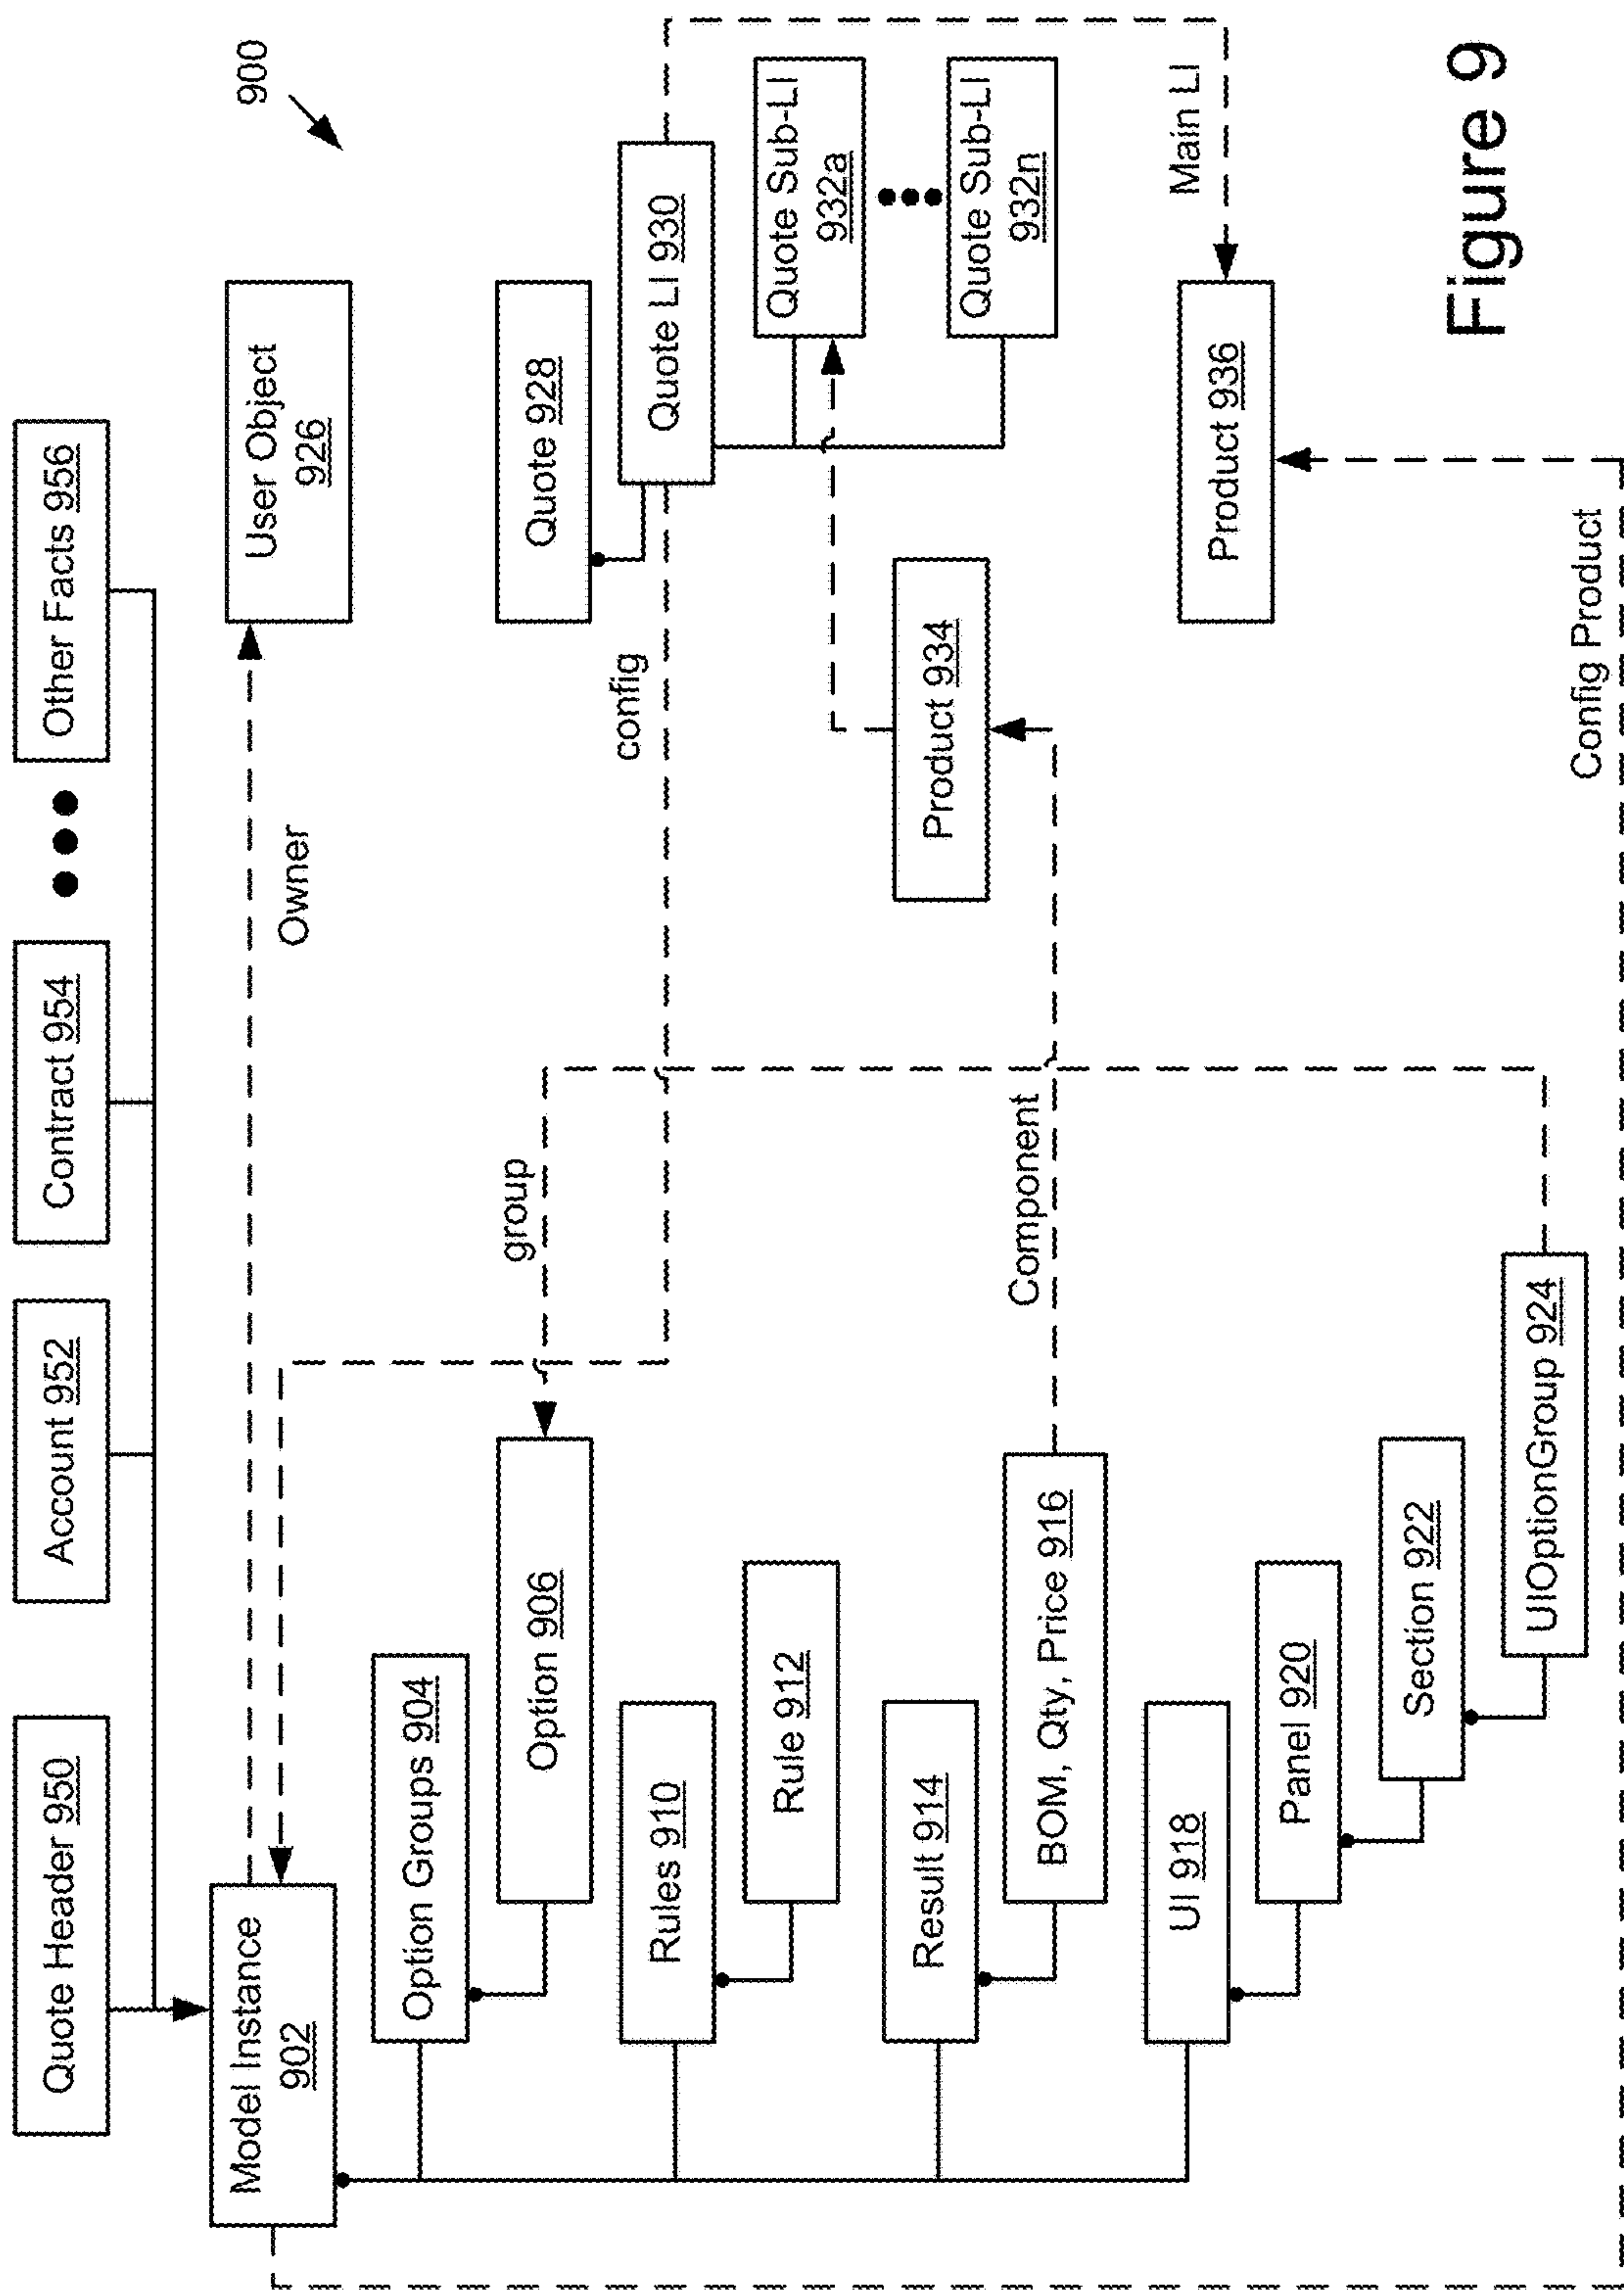 900
Quote Header 950
Account 952
Contract 954
Other Facts 956
Model Instance
902
Owner
User Object
926
Option Groups 904
group
Option 906
Quote 928
config
Rules 910
Quote LI 930
Rule 912
Quote Sub-LI
932a
Result 914
Product 934
Quote Sub-LI
932n
Component
BOM, Qty, Price 916
UI 918
Main LI
Product 936
Panel 920
Section 922
UIOptionGroup 924
Config Product
Figure 9